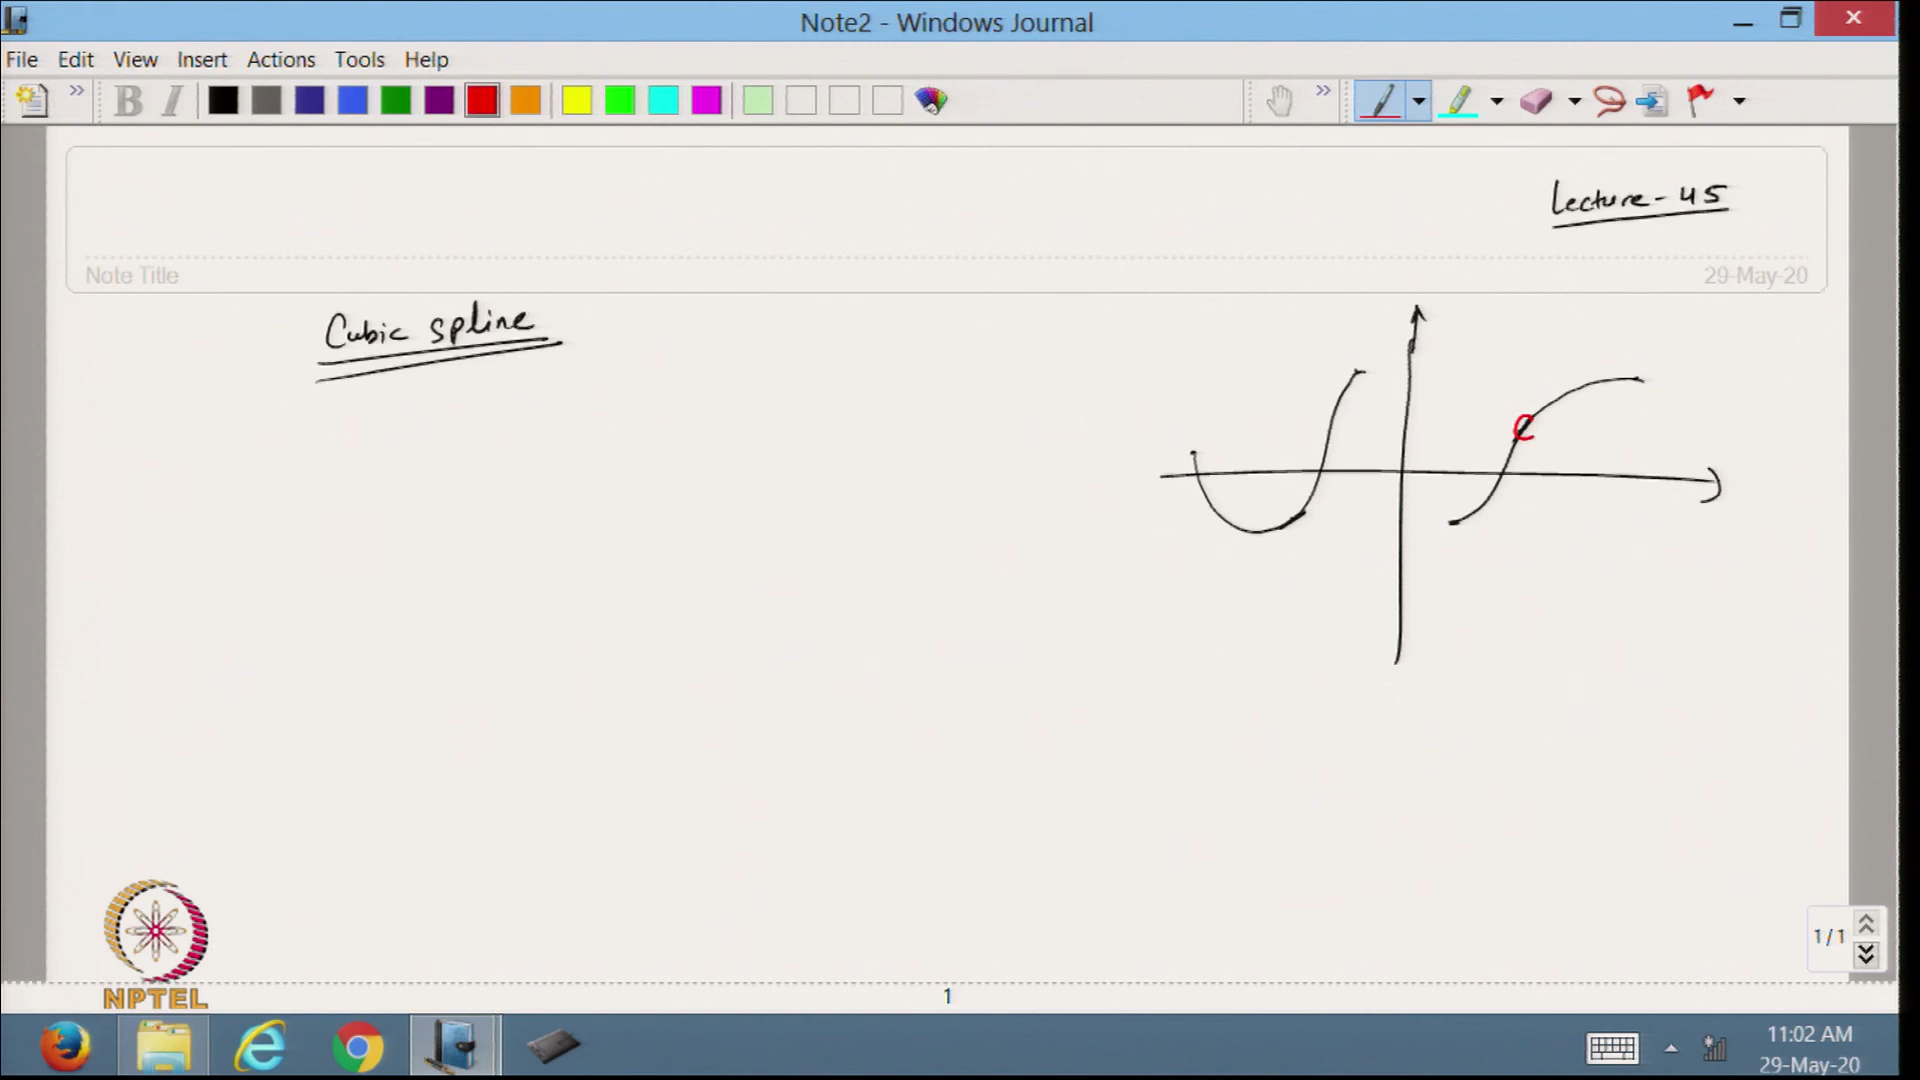 Note2 - Windows Journal
File Edit View Insert Actions Tools Help
B I
Lecture-45
Note Title
29-May-20
Cubic spline
1/1
NPTEL
1
11:02 AM
29-May-20